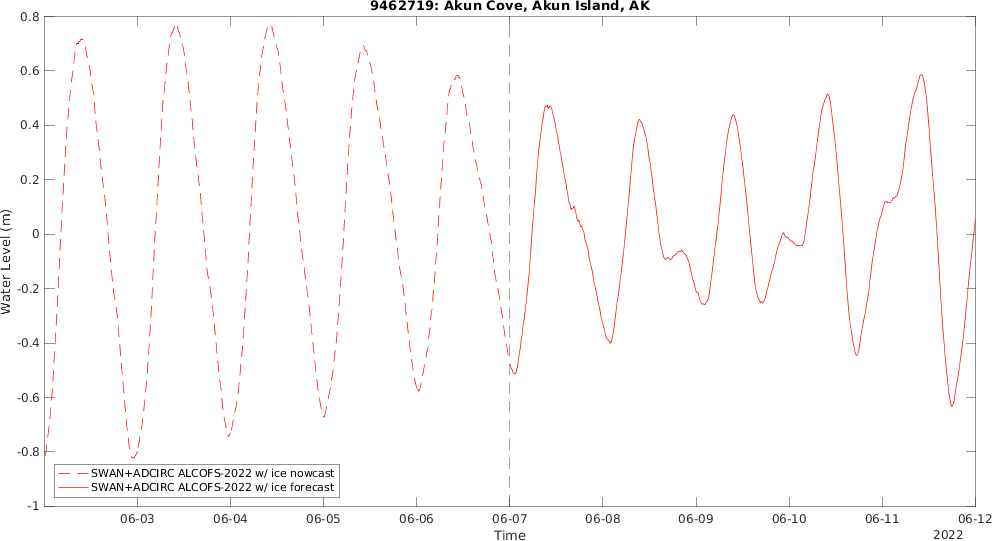 9462719: Akun Cove, Akun Island, AK
0.8
0.6
0.4
0.2
0
-0.2
-0.4
-0.6
-0.8
-1
Water Level (m)
SWAN+ADCIRC ALCOFS-2022 w/ ice nowcast
SWAN+ADCIRC ALCOFS-2022 w/ ice forecast
06-03 06-04 06-05 06-06 06-07 06-08 06-09 06-10 06-11 06-12
Time
2022